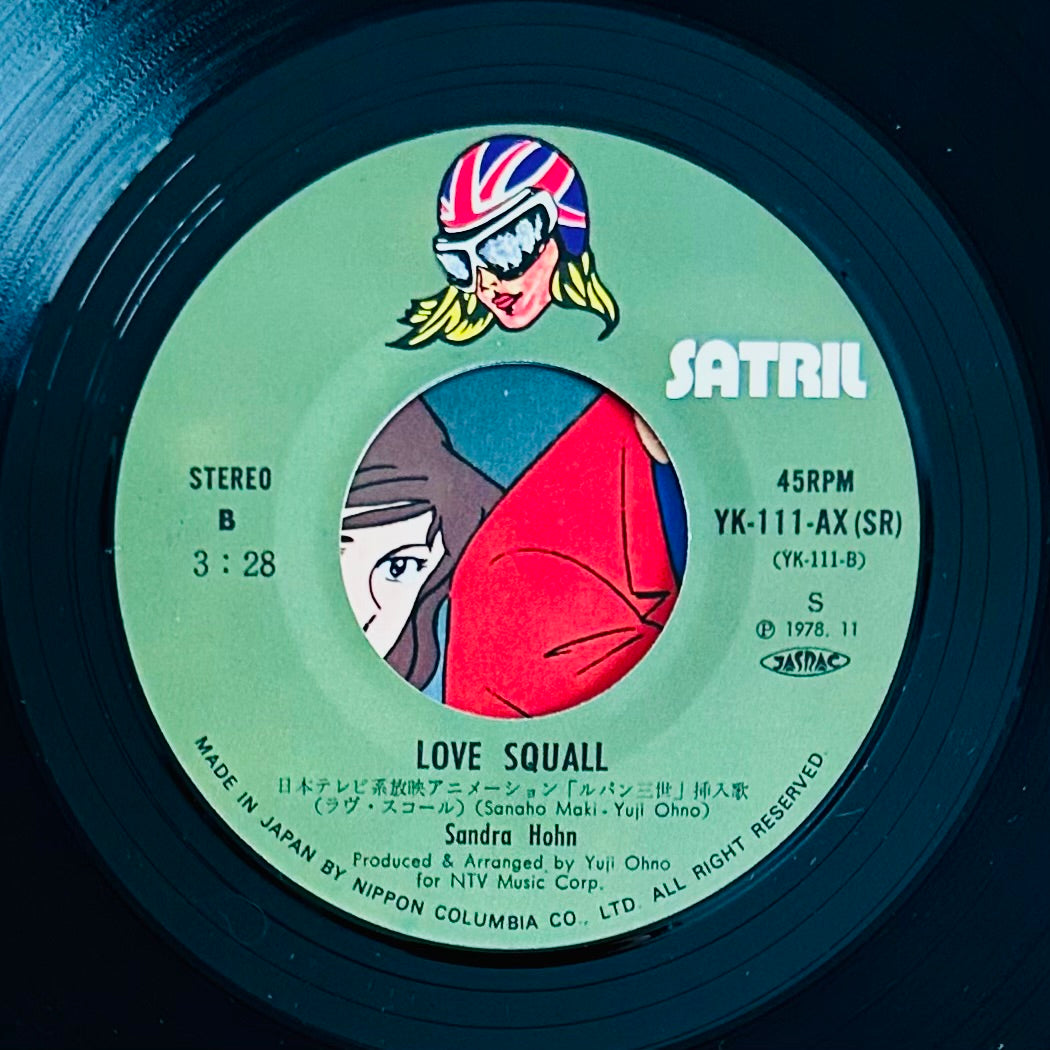 SATRIL
STEREO
B
3:28
45RPM
YK-111-AX(SR)
(YK-111-B)
S
Ⓟ 1978. 11
JASRAC
LOVE SQUALL
日本テレビ系放映アニメーション「ルパン三世」挿入歌
(ラヴ・スコール) (Sanaho Maki - Yuji Ohno)
Sandra Hohn
Produced & Arranged by Yuji Ohno
for NTV Music Corp.
MADE IN JAPAN BY NIPPON COLUMBIA CO., LTD. ALL RIGHT RESERVED.